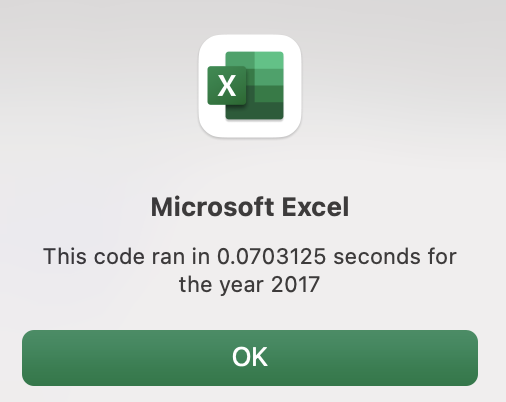 X
Microsoft Excel
This code ran in 0.0703125 seconds for
the year 2017
OK